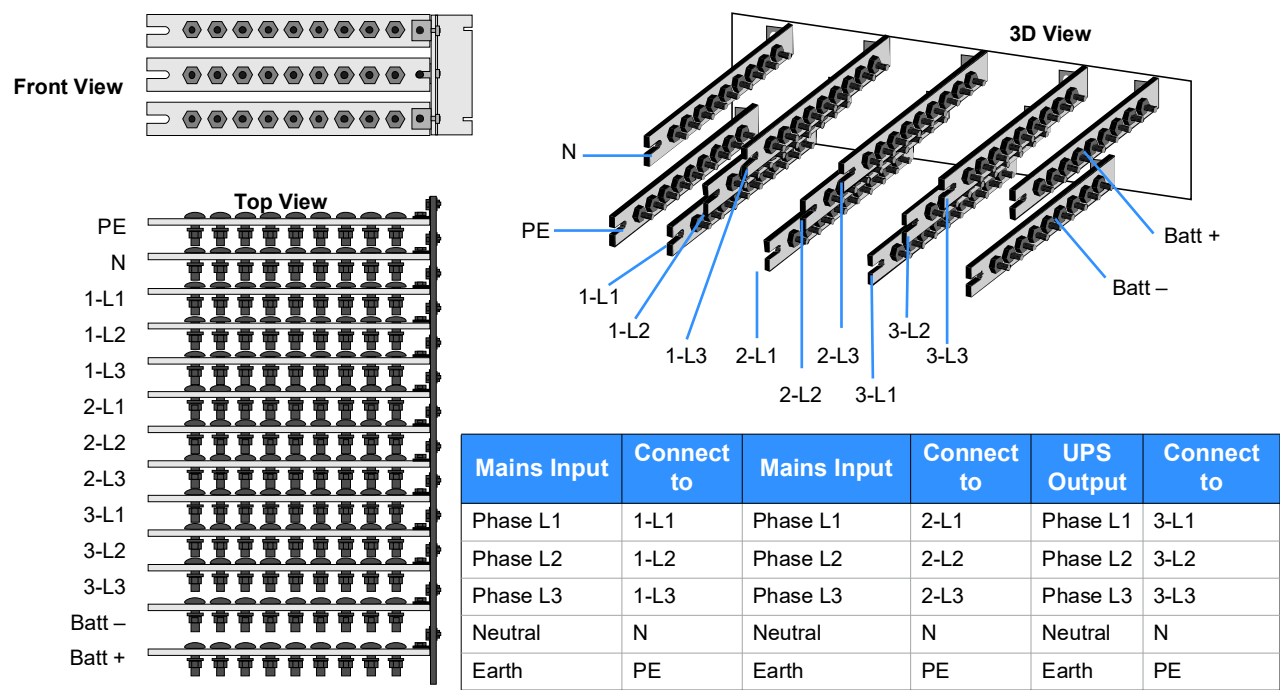 Front View
3D View
N
PE
1-L1
1-L2
1-L3
2-L1
2-L2
2-L3
3-L1
3-L2
3-L3
Batt +
Batt –
Top View
PE
N
1-L1
1-L2
1-L3
2-L1
2-L2
2-L3
3-L1
3-L2
3-L3
Batt –
Batt +
Mains Input Connect to Mains Input Connect to UPS Output Connect to
Phase L1 1-L1 Phase L1 2-L1 Phase L1 3-L1
Phase L2 1-L2 Phase L2 2-L2 Phase L2 3-L2
Phase L3 1-L3 Phase L3 2-L3 Phase L3 3-L3
Neutral N Neutral N Neutral N
Earth PE Earth PE Earth PE